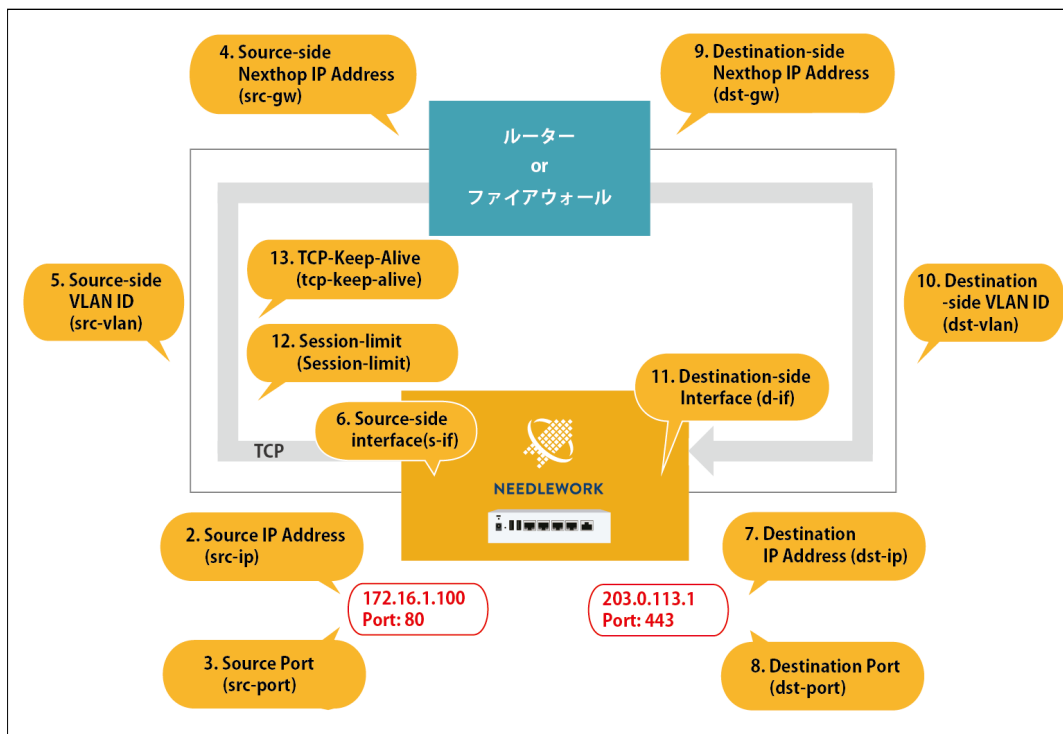 4. Source-side
Nexthop IP Address
(src-gw)
9. Destination-side
Nexthop IP Address
(dst-gw)
ルーター
or
ファイアウォール
13. TCP-Keep-Alive
(tcp-keep-alive)
5. Source-side
VLAN ID
(src-vlan)
10. Destination
-side VLAN ID
(dst-vlan)
12. Session-limit
(Session-limit)
11. Destination-side
Interface (d-if)
6. Source-side
interface(s-if)
TCP
NEEDLEWORK
2. Source IP Address
(src-ip)
7. Destination
IP Address (dst-ip)
172.16.1.100
Port: 80
203.0.113.1
Port: 443
3. Source Port
(src-port)
8. Destination Port
(dst-port)